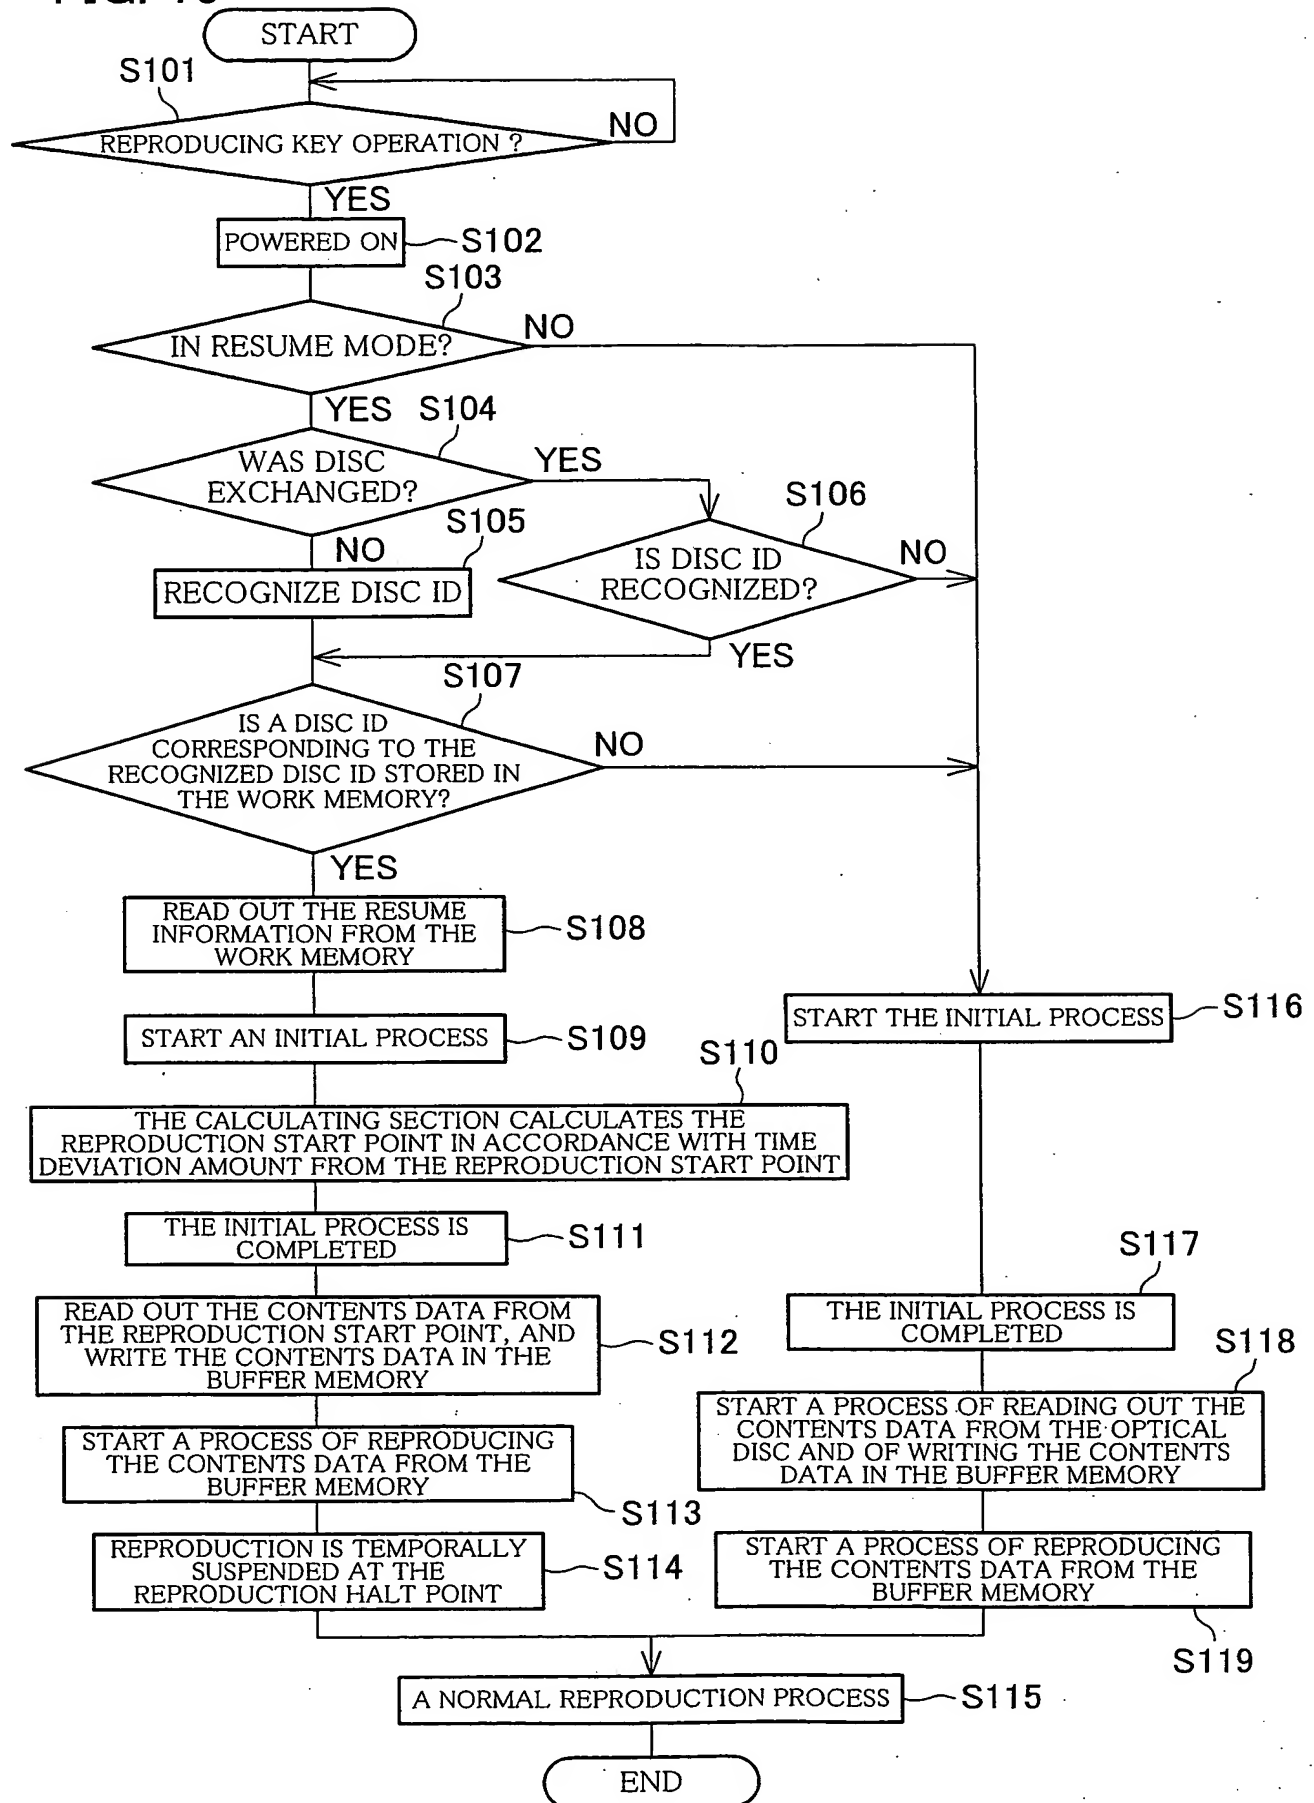 START
S101
REPRODUCING KEY OPERATION ?
NO
YES
POWERED ON
S102
S103
IN RESUME MODE?
NO
YES
S104
WAS DISC
EXCHANGED?
YES
S105
S106
NO
IS DISC ID
RECOGNIZED?
NO
RECOGNIZE DISC ID
YES
S107
IS A DISC ID
CORRESPONDING TO THE
RECOGNIZED DISC ID STORED IN
THE WORK MEMORY?
NO
YES
READ OUT THE RESUME
INFORMATION FROM THE
WORK MEMORY
S108
START THE INITIAL PROCESS
S116
START AN INITIAL PROCESS
S109
S110
THE CALCULATING SECTION CALCULATES THE
REPRODUCTION START POINT IN ACCORDANCE WITH TIME
DEVIATION AMOUNT FROM THE REPRODUCTION START POINT
THE INITIAL PROCESS IS
COMPLETED
S111
S117
READ OUT THE CONTENTS DATA FROM
THE REPRODUCTION START POINT, AND
WRITE THE CONTENTS DATA IN THE
BUFFER MEMORY
S112
THE INITIAL PROCESS IS
COMPLETED
S118
START A PROCESS OF READING OUT THE
CONTENTS DATA FROM THE OPTICAL
DISC AND OF WRITING THE CONTENTS
DATA IN THE BUFFER MEMORY
START A PROCESS OF REPRODUCING
THE CONTENTS DATA FROM THE
BUFFER MEMORY
S113
REPRODUCTION IS TEMPORALLY
SUSPENDED AT THE
REPRODUCTION HALT POINT
S114
START A PROCESS OF REPRODUCING
THE CONTENTS DATA FROM THE
BUFFER MEMORY
S119
A NORMAL REPRODUCTION PROCESS
S115
END